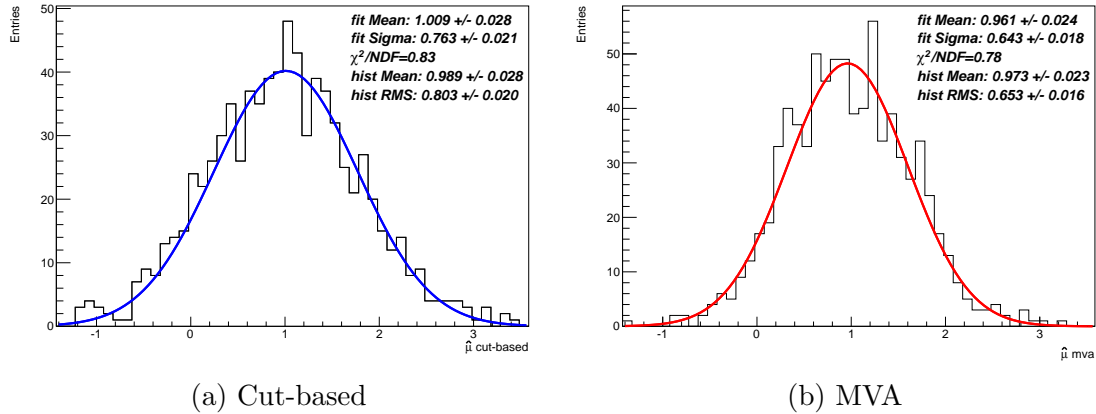 Entries
50
40
30
20
10
0
-1
0
1
2
3
μ̂ cut-based
fit Mean: 1.009 +/- 0.028
fit Sigma: 0.763 +/- 0.021
χ²/NDF=0.83
hist Mean: 0.989 +/- 0.028
hist RMS: 0.803 +/- 0.020
(a) Cut-based
Entries
50
40
30
20
10
0
-1
0
1
2
3
μ̂ mva
fit Mean: 0.961 +/- 0.024
fit Sigma: 0.643 +/- 0.018
χ²/NDF=0.78
hist Mean: 0.973 +/- 0.023
hist RMS: 0.653 +/- 0.016
(b) MVA